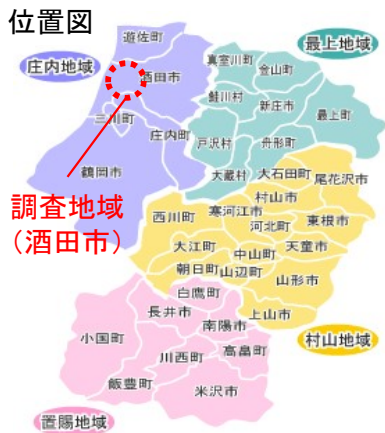 位置図
遊佐町
最上地域
庄内地域
酒田市
真室川町
金山町
鮭川村
新庄市
三川町
最上町
庄内町
戸沢村
舟形町
鶴岡市
大蔵村
大石田町
尾花沢市
村山市
調査地域
（酒田市）
西川町
寒河江市
河北町
東根市
大江町
中山町
天童市
朝日町
山辺町
山形市
白鷹町
上山市
長井市
南陽市
村山地域
小国町
川西町
高畠町
飯豊町
米沢市
置賜地域